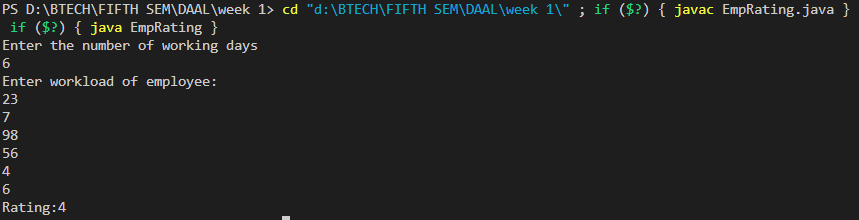 PS D:\BTECH\FIFTH SEM\DAAL\week 1> cd "d:\BTECH\FIFTH SEM\DAAL\week 1\" ; if ($?) { javac EmpRating.java }
 if ($?) { java EmpRating }
Enter the number of working days
6
Enter workload of employee:
23
7
98
56
4
6
Rating:4